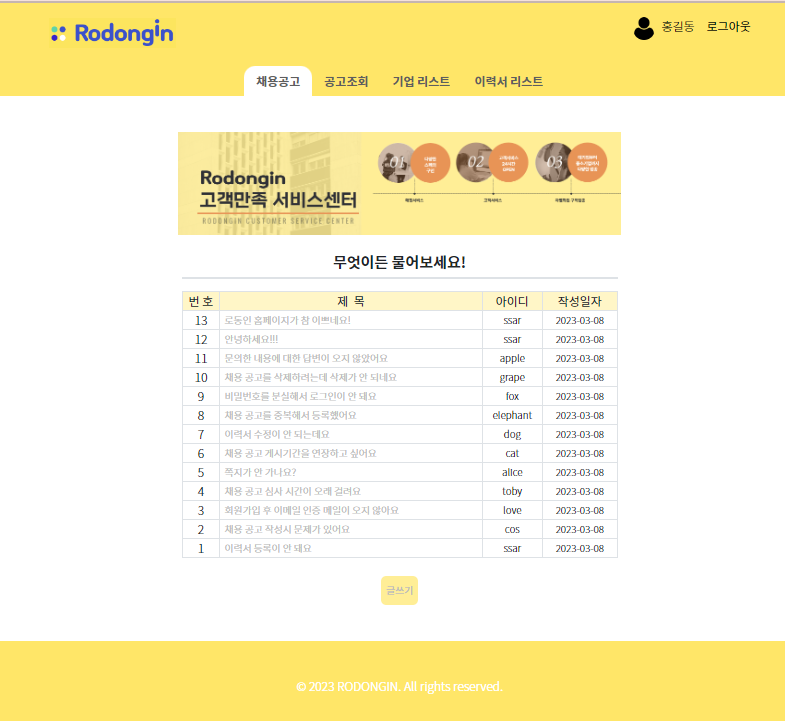 Rodongin
홍길동 로그아웃
채용공고 공고조회 기업 리스트 이력서 리스트
Rodongin
고객만족 서비스센터
RODONGIN CUSTOMER SERVICE CENTER
01 02 03
무엇이든 물어보세요!
번 호 제 목 아이디 작성일자
13 로동인 홈페이지가 참 이쁘네요! ssar 2023-03-08
12 안녕하세요!!! ssar 2023-03-08
11 문의한 내용에 대한 답변이 오지 않았어요 apple 2023-03-08
10 채용 공고를 삭제하려는데 삭제가 안 되네요 grape 2023-03-08
9 비밀번호를 분실해서 로그인이 안 돼요 fox 2023-03-08
8 채용 공고를 중복해서 등록했어요 elephant 2023-03-08
7 이력서 수정이 안 되는데요 dog 2023-03-08
6 채용 공고 게시기간을 연장하고 싶어요 cat 2023-03-08
5 쪽지가 안 가나요? alice 2023-03-08
4 채용 공고 심사 시간이 오래 걸려요 toby 2023-03-08
3 회원가입 후 이메일 인증 메일이 오지 않아요 love 2023-03-08
2 채용 공고 작성시 문제가 있어요 cos 2023-03-08
1 이력서 등록이 안 돼요 ssar 2023-03-08
글쓰기
© 2023 RODONGIN. All rights reserved.